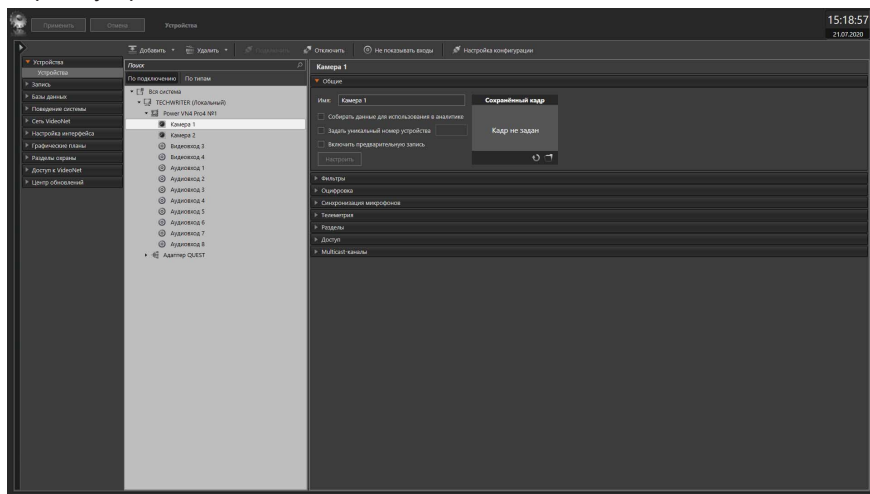 Применить Отмена Устройства
15:18:57
21.07.2020
Добавить Удалить Подключить Отключить Не показывать входы Настройка конфигурации
Устройства
Устройства
Запись
Базы данных
Поведение системы
Сеть VideoNet
Настройка интерфейса
Графические планы
Разделы охраны
Доступ к VideoNet
Центр обновлений
Поиск
По подключению По типам
Вся система
TECHWRITER (Локальный)
Power VN4 Pro4 №1
Камера 1
Камера 2
Видеовход 3
Видеовход 4
Аудиовход 1
Аудиовход 2
Аудиовход 3
Аудиовход 4
Аудиовход 5
Аудиовход 6
Аудиовход 7
Аудиовход 8
Адаптер QUEST
Камера 1
Общие
Имя: Камера 1
Собирать данные для использования в аналитике
Задать уникальный номер устройства
Включить предварительную запись
Настроить
Сохранённый кадр
Кадр не задан
Фильтры
Оцифровка
Синхронизация микрофонов
Телеметрия
Разделы
Доступ
Multicast-каналы